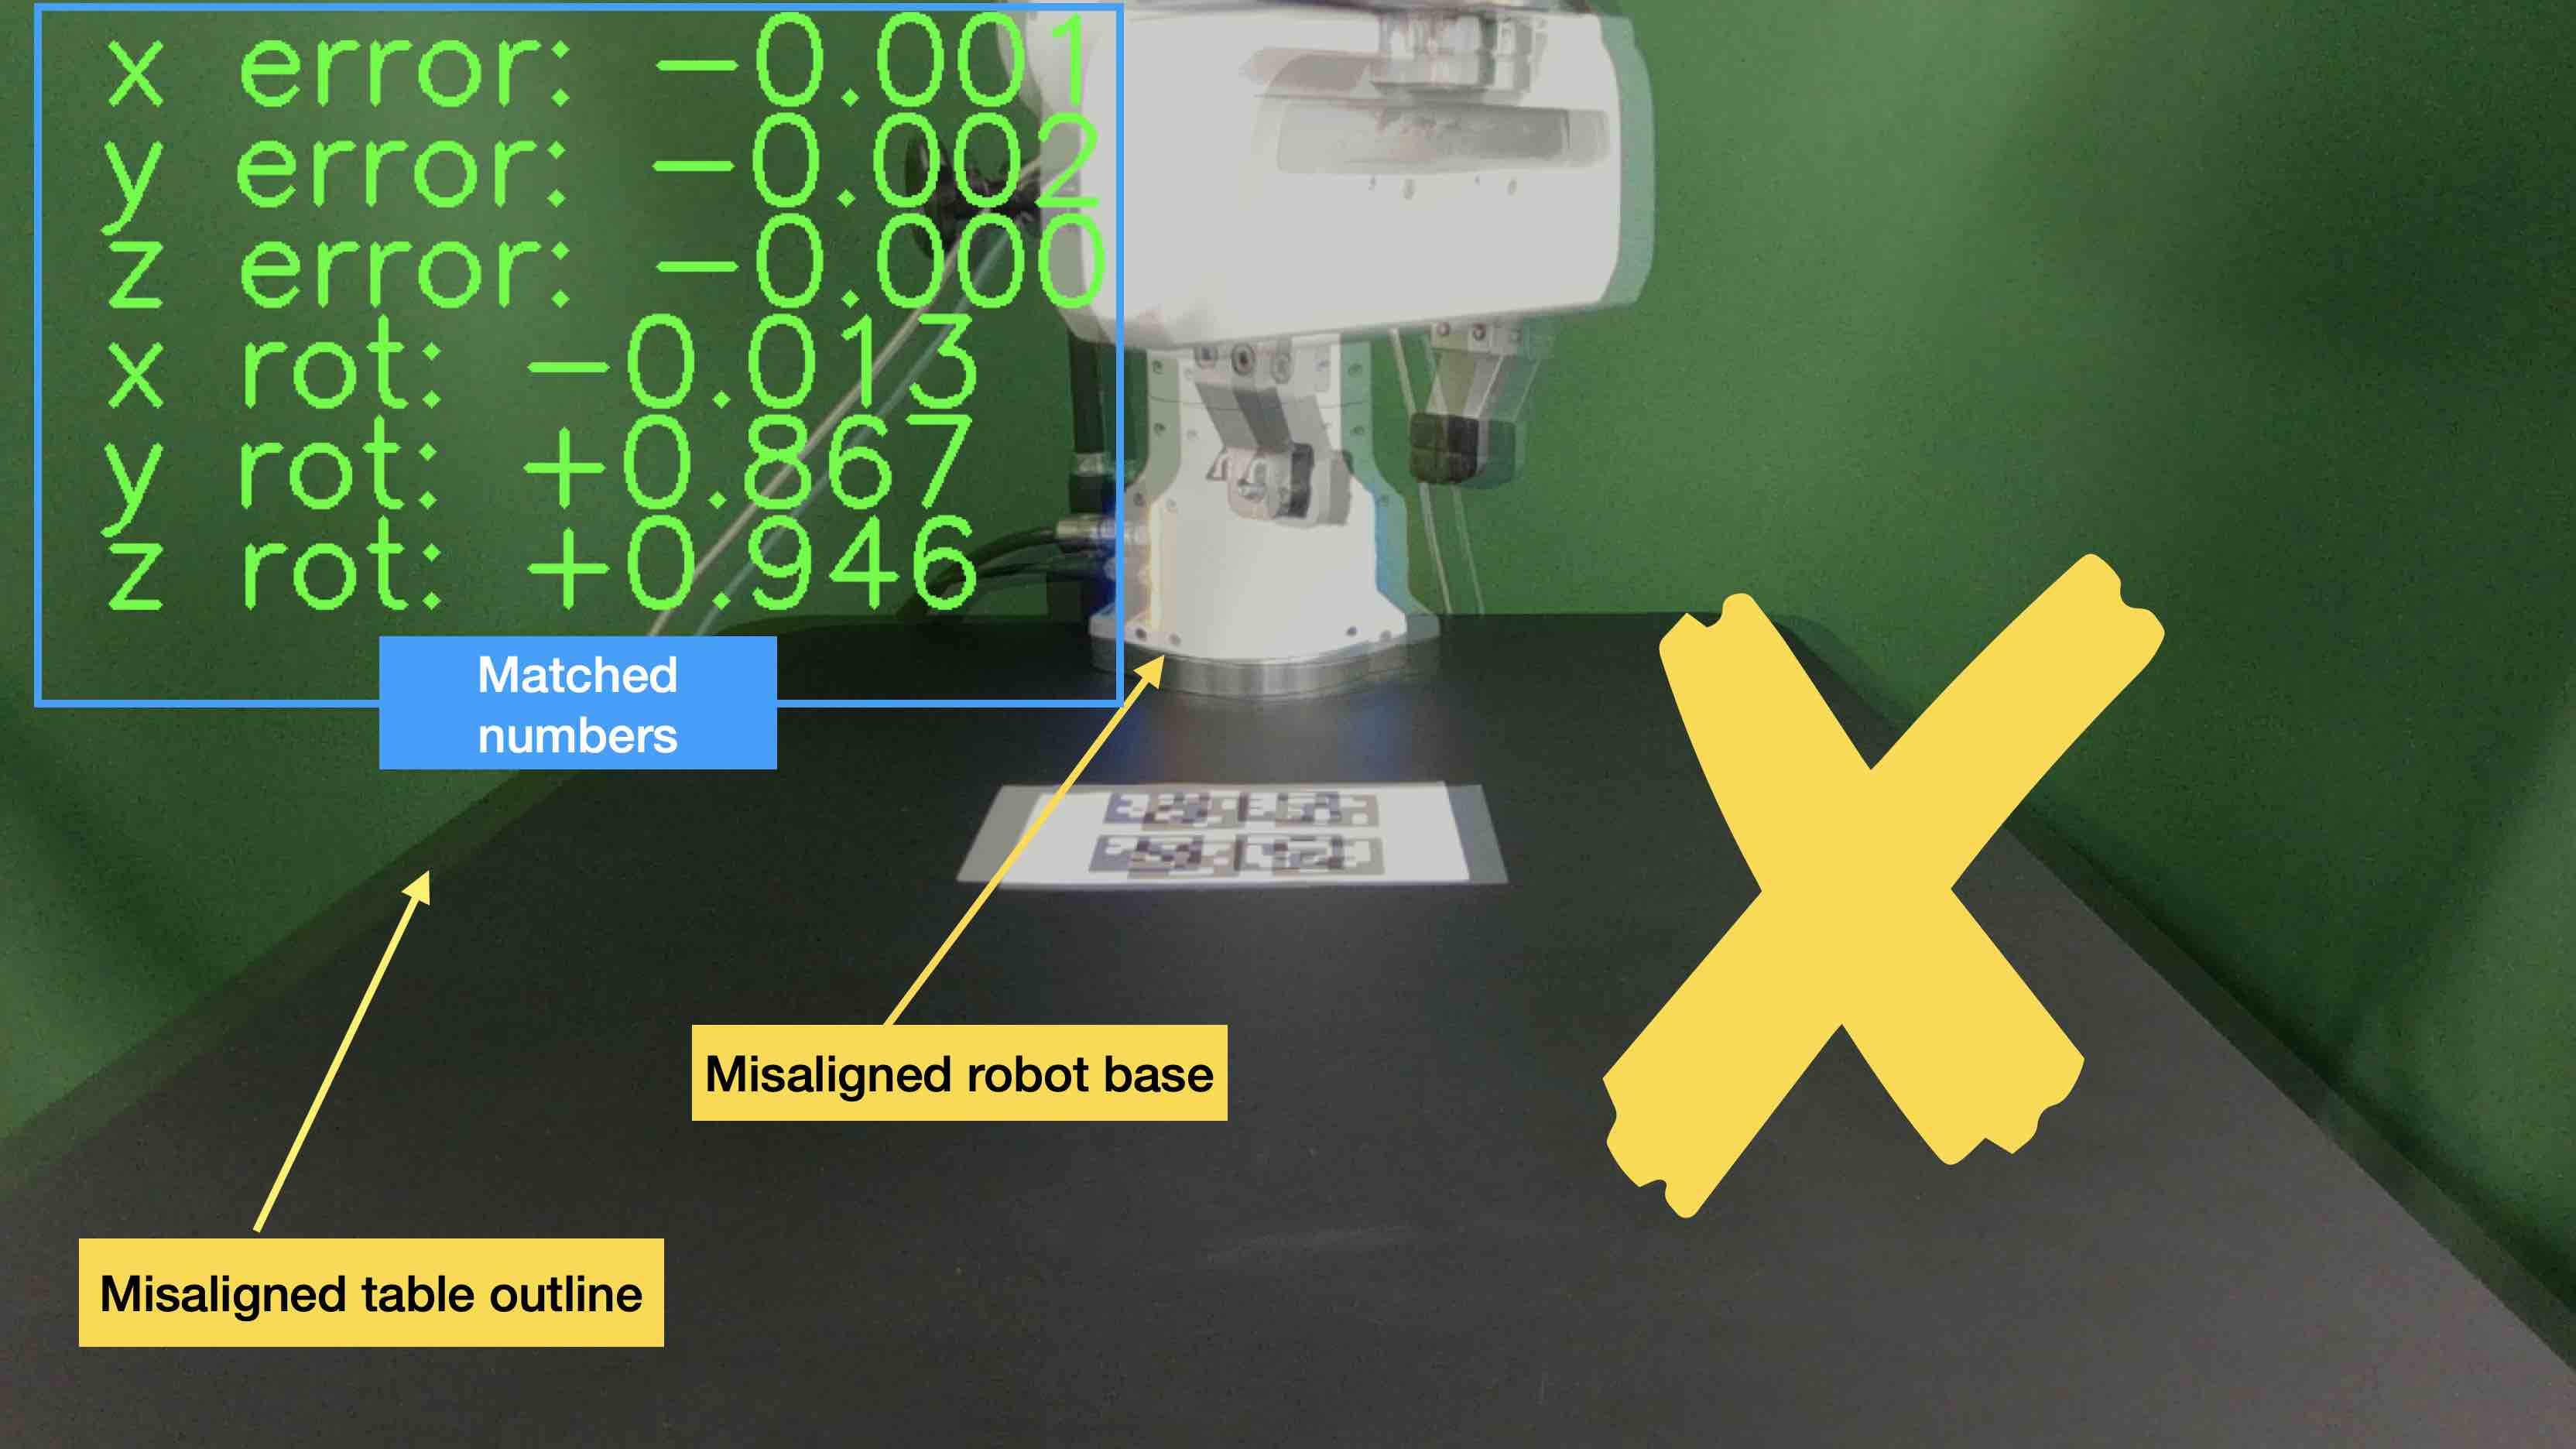 x error: -0.001
y error: -0.002
z error: -0.000
x rot: -0.013
y rot: +0.867
z rot: +0.946
Matched
numbers
Misaligned robot base
Misaligned table outline